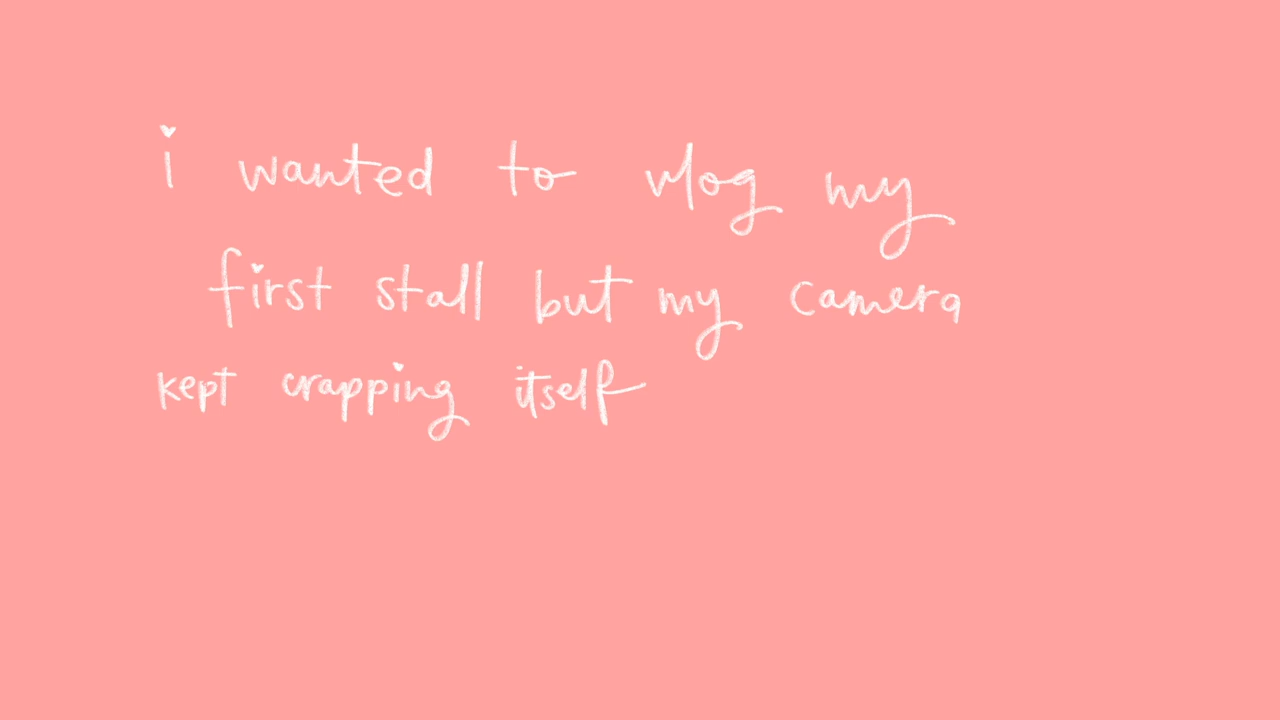 i wanted to vlog my
first stall but my camera
kept crapping itself